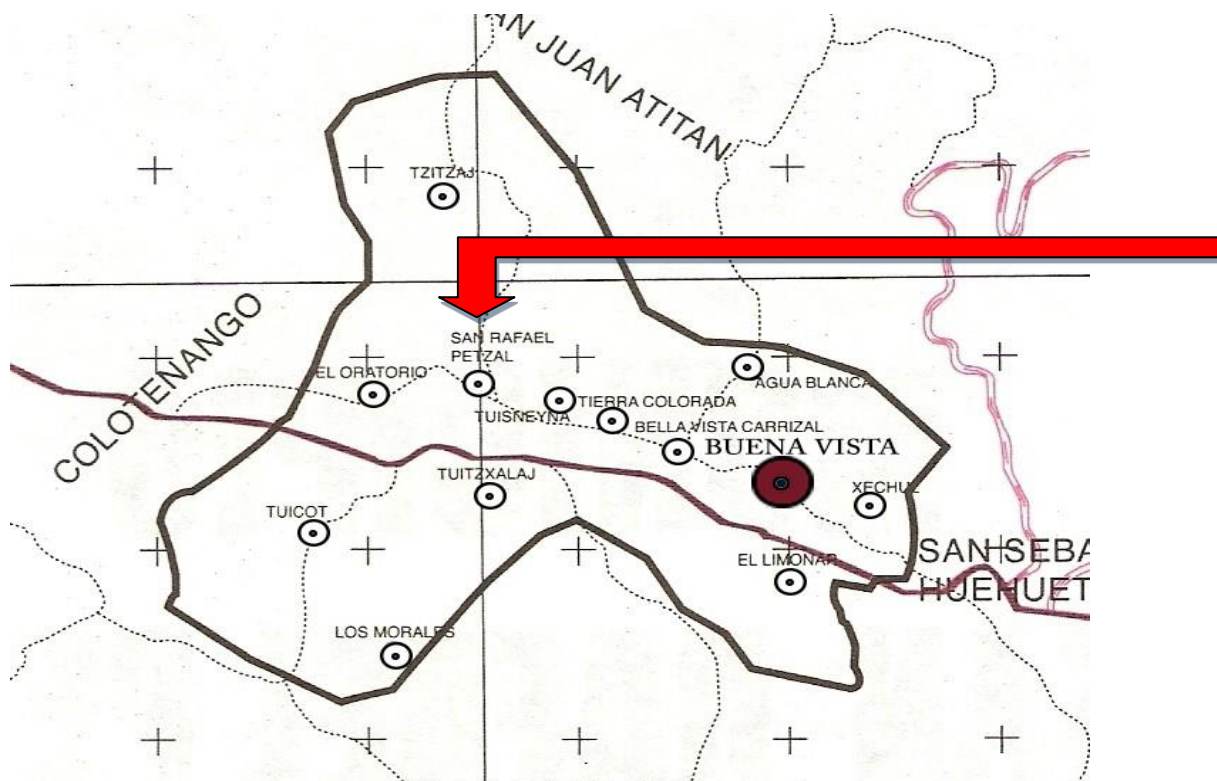 AN JUAN ATITAN
TZITZAJ
COLOTENANGO
SAN RAFAEL
PETZAL
EL ORATORIO
AGUA BLANCA
TIERRA COLORADA
TUISNEYNA
BELLA VISTA CARRIZAL
BUENA VISTA
TUITZXALAJ
XECHUL
TUICOT
EL LIMONAR
SAN SEBA
HUEHUET
LOS MORALES